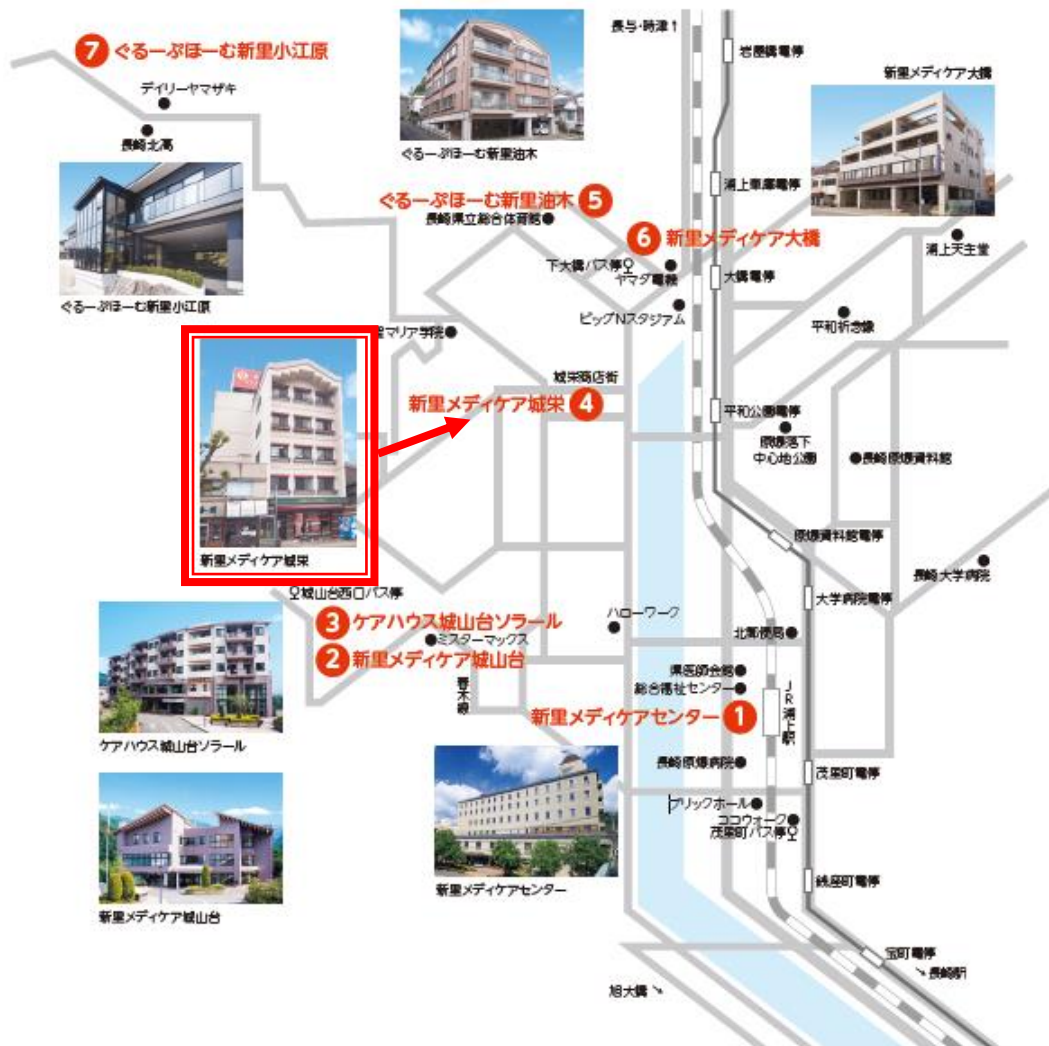 長与・時津↑
❼ ぐるーぷほーむ新里小江原
岩屋橋電停
新里メディケア大橋
デイリーヤマザキ
長崎北高
ぐるーぷほーむ新里油木
浦上車庫電停
ぐるーぷほーむ新里油木 ❺
長崎県立総合体育館
❻ 新里メディケア大橋
浦上天主堂
下大橋バス停
ヤマダ電機
大橋電停
ぐるーぷほーむ新里小江原
ビッグNスタジアム
平和祈念像
マリア学院
城栄商店街
新里メディケア城栄 ❹
平和公園電停
原爆落下
中心地公園
長崎原爆資料館
原爆資料館電停
新里メディケア城栄
長崎大学病院
城山台西口バス停
大学病院電停
ハローワーク
❸ ケアハウス城山台ソラール
北郵便局
ミスターマックス
❷ 新里メディケア城山台
県医師会館
総合福祉センター
JR浦上駅
春木線
新里メディケアセンター ❶
ケアハウス城山台ソラール
長崎原爆病院
茂里町電停
ブリックホール
ココウォーク
茂里町バス停
銭座町電停
新里メディケアセンター
新里メディケア城山台
宝町電停
→長崎駅
旭大橋→